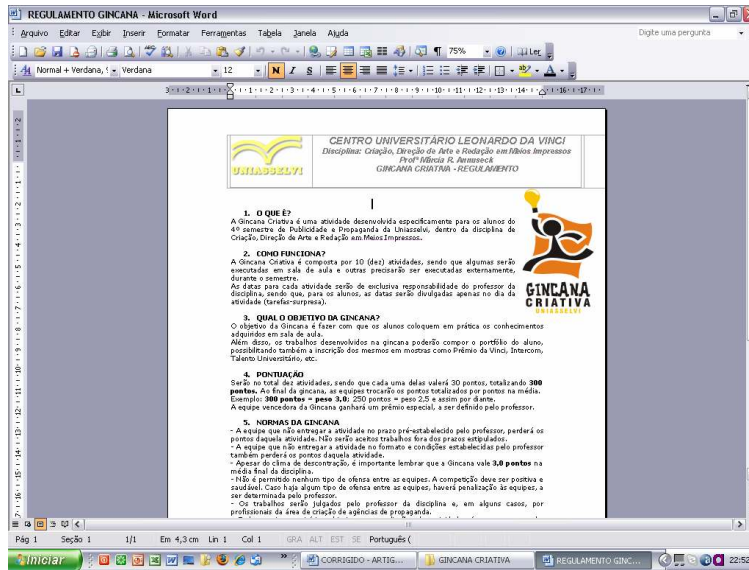 REGULAMENTO GINCANA - Microsoft Word
Arquivo Editar Exibir Inserir Formatar Ferramentas Tabela Janela Ajuda
Digite uma pergunta
75% Ler
Normal + Verdana, Verdana 12 N I S
CENTRO UNIVERSITÁRIO LEONARDO DA VINCI
Disciplina: Criação, Direção de Arte e Redação em Meios Impressos
Profª Márcia R. Annuseck
GINCANA CRIATIVA - REGULAMENTO
UNIASSELVI
1. O QUE É?
A Gincana Criativa é uma atividade desenvolvida especificamente para os alunos do
4º semestre de Publicidade e Propaganda da Uniasselvi, dentro da disciplina de
Criação, Direção de Arte e Redação em Meios Impressos.
2. COMO FUNCIONA?
A Gincana Criativa é composta por 10 (dez) atividades, sendo que algumas serão
executadas em sala de aula e outras precisarão ser executadas externamente,
durante o semestre.
As datas para cada atividade serão de exclusiva responsabilidade do professor da
disciplina, sendo que, para os alunos, as datas serão divulgadas apenas no dia da
atividade (tarefas-surpresa).
GINCANA
CRIATIVA
UNIASSELVI
3. QUAL O OBJETIVO DA GINCANA?
O objetivo da Gincana é fazer com que os alunos coloquem em prática os conhecimentos
adquiridos em sala de aula.
Além disso, os trabalhos desenvolvidos na gincana poderão compor o portfólio do aluno,
possibilitando também a inscrição dos mesmos em mostras como Prêmio da Vinci, Intercom,
Talento Universitário, etc.
4. PONTUAÇÃO
Serão no total dez atividades, sendo que cada uma delas valerá 30 pontos, totalizando 300
pontos. Ao final da gincana, as equipes trocarão os pontos totalizados por pontos na média.
Exemplo: 300 pontos = peso 3,0; 250 pontos = peso 2,5 e assim por diante.
A equipe vencedora da Gincana ganhará um prêmio especial, a ser definido pelo professor.
5. NORMAS DA GINCANA
- A equipe que não entregar a atividade no prazo pré-estabelecido pelo professor, perderá os
pontos daquela atividade. Não serão aceitos trabalhos fora dos prazos estipulados.
- A equipe que não entregar a atividade no formato e condições estabelecidas pelo professor
também perderá os pontos daquela atividade.
- Apesar do clima de descontração, é importante lembrar que a Gincana vale 3,0 pontos na
média final da disciplina.
- Não é permitido nenhum tipo de ofensa entre as equipes. A competição deve ser positiva e
saudável. Caso haja algum tipo de ofensa entre as equipes, haverá penalização às equipes, a
ser determinada pelo professor.
- Os trabalhos serão julgados pelo professor da disciplina e, em alguns casos, por
profissionais da área de criação de agências de propaganda.
Pág 1 Seção 1 1/1 Em 4,3 cm Lin 1 Col 1 GRA ALT EST SE Português (
Iniciar CORRIGIDO - ARTIG... GINCANA CRIATIVA REGULAMENTO GINC... 22:52